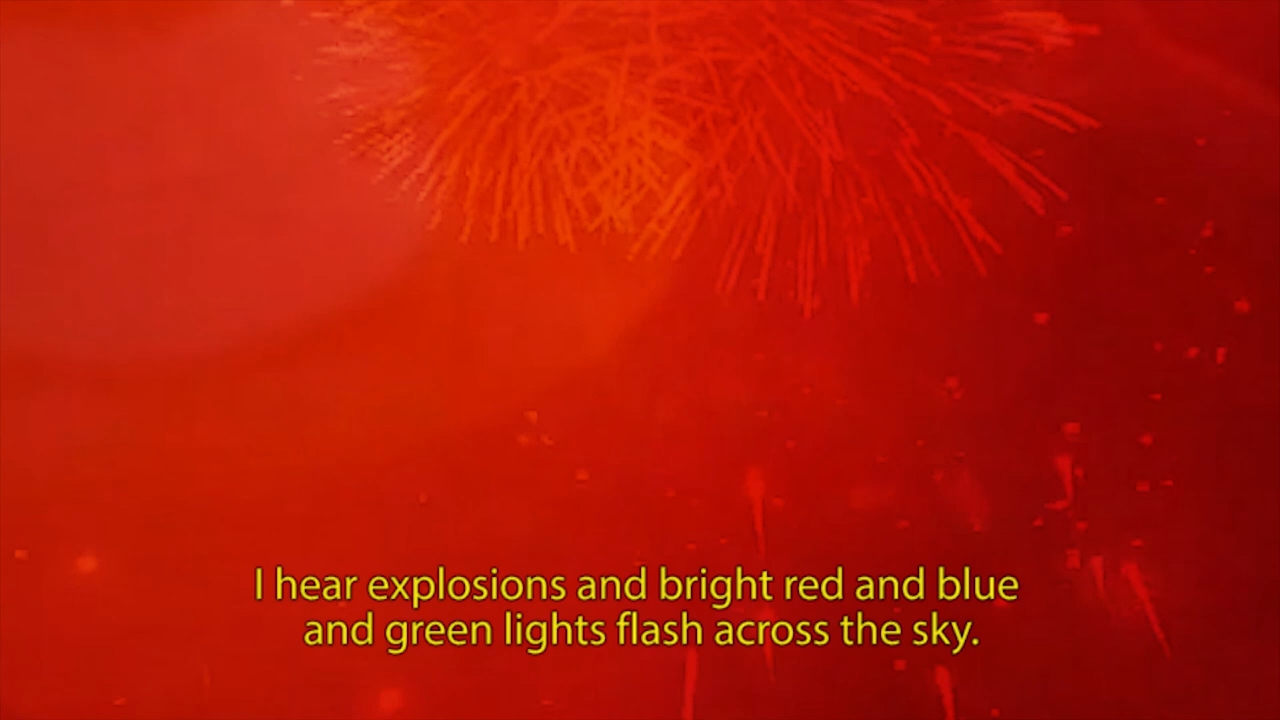 I hear explosions and bright red and blue
and green lights flash across the sky.